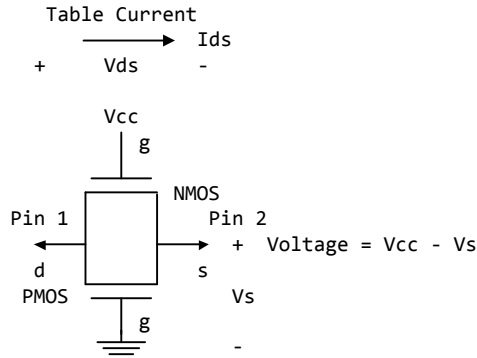 Table Current
Ids
+ Vds -
Vcc
g
NMOS
Pin 1 Pin 2
+ Voltage = Vcc - Vs
d s
PMOS Vs
g
-